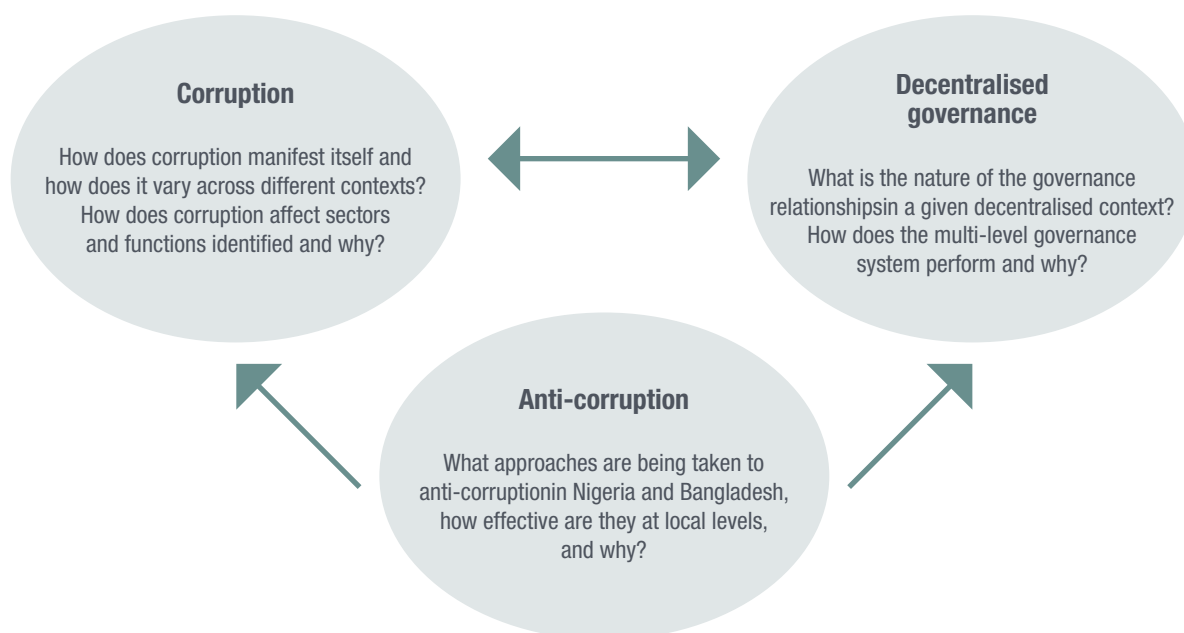 Corruption
How does corruption manifest itself and
how does it vary across different contexts?
How does corruption affect sectors
and functions identified and why?
Decentralised
governance
What is the nature of the governance
relationshipsin a given decentralised context?
How does the multi-level governance
system perform and why?
Anti-corruption
What approaches are being taken to
anti-corruptionin Nigeria and Bangladesh,
how effective are they at local levels,
and why?